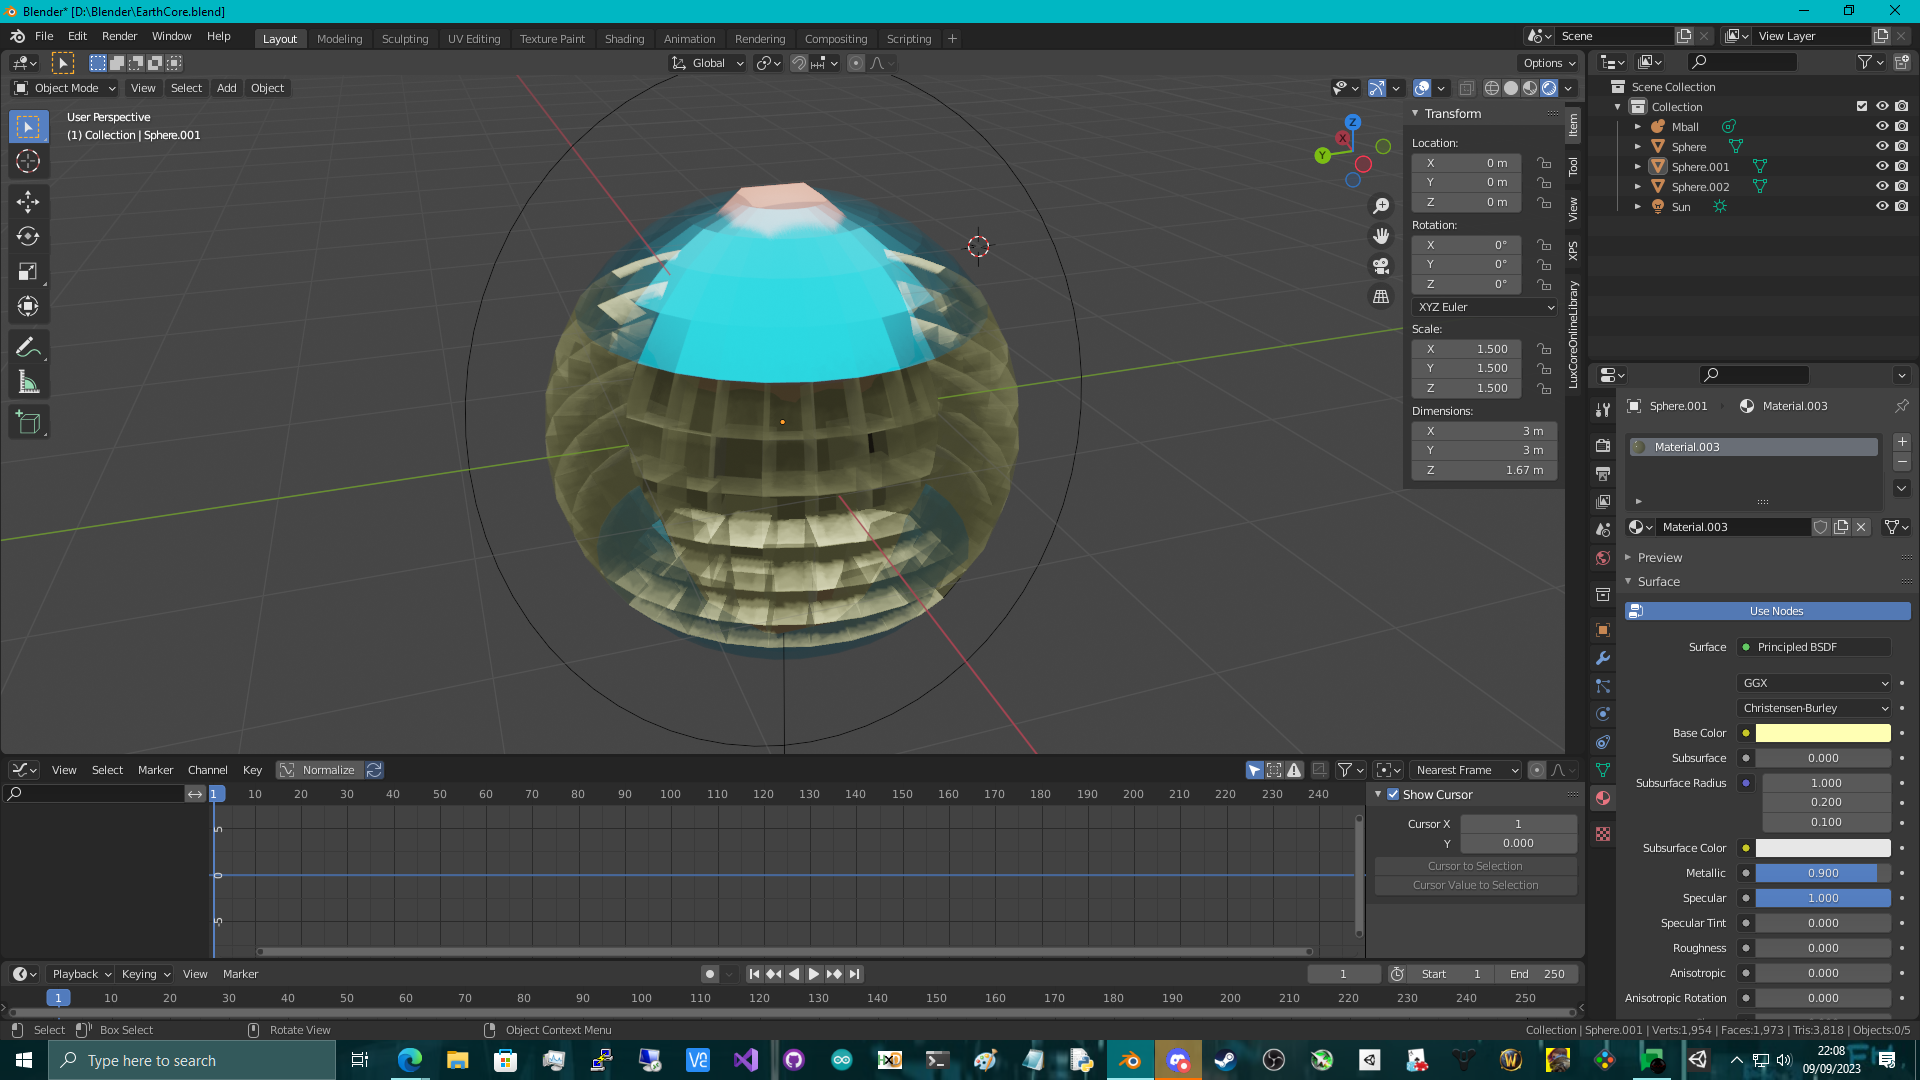 Blender* [D:\Blender\EarthCore.blend]
File Edit Render Window Help Layout Modeling Sculpting UV Editing Texture Paint Shading Animation Rendering Compositing Scripting + Scene View Layer
Global Options
Object Mode View Select Add Object
User Perspective
(1) Collection | Sphere.001
Z
X
Y
Transform
Location:
X 0 m
Y 0 m
Z 0 m
Rotation:
X 0°
Y 0°
Z 0°
XYZ Euler
Scale:
X 1.500
Y 1.500
Z 1.500
Dimensions:
X 3 m
Y 3 m
Z 1.67 m
Item
Tool
View
XPS
LuxCoreOnlineLibrary
Scene Collection
Collection
Mball
Sphere
Sphere.001
Sphere.002
Sun
Sphere.001 Material.003
Material.003
Material.003
Preview
Surface
Use Nodes
Surface Principled BSDF
GGX
Christensen-Burley
Base Color
Subsurface 0.000
Subsurface Radius 1.000
0.200
0.100
Subsurface Color
Metallic 0.900
Specular 1.000
Specular Tint 0.000
Roughness 0.000
Anisotropic 0.000
Anisotropic Rotation 0.000
View Select Marker Channel Key Normalize Nearest Frame
1 10 20 30 40 50 60 70 80 90 100 110 120 130 140 150 160 170 180 190 200 210 220 230 240
5
0
-5
Show Cursor
Cursor X 1
Y 0.000
Cursor to Selection
Cursor Value to Selection
Playback Keying View Marker 1 Start 1 End 250
1 10 20 30 40 50 60 70 80 90 100 110 120 130 140 150 160 170 180 190 200 210 220 230 240 250
Select Box Select Rotate View Object Context Menu Collection | Sphere.001 | Verts:1,954 | Faces:1,973 | Tris:3,818 | Objects:0/5
Type here to search
22:08
09/09/2023